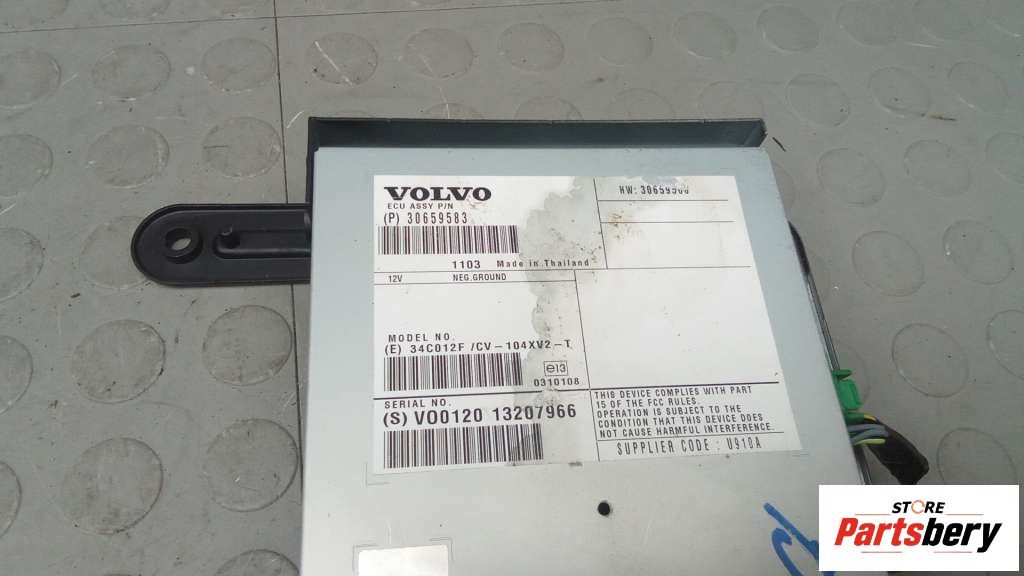 VOLVO
ECU ASSY P/N
(P) 30659583
HW: 30659560
1103 Made in Thailand
12V NEG.GROUND
MODEL NO.
(E) 34C012F /CV-104XV2-T
e13
0310108
SERIAL NO.
(S) V00120 13207966
THIS DEVICE COMPLIES WITH PART
15 OF THE FCC RULES.
OPERATION IS SUBJECT TO THE
CONDITION THAT THIS DEVICE DOES
NOT CAUSE HARMFUL INTERFERENCE.
SUPPLIER CODE : U910A
STORE
Partsbery